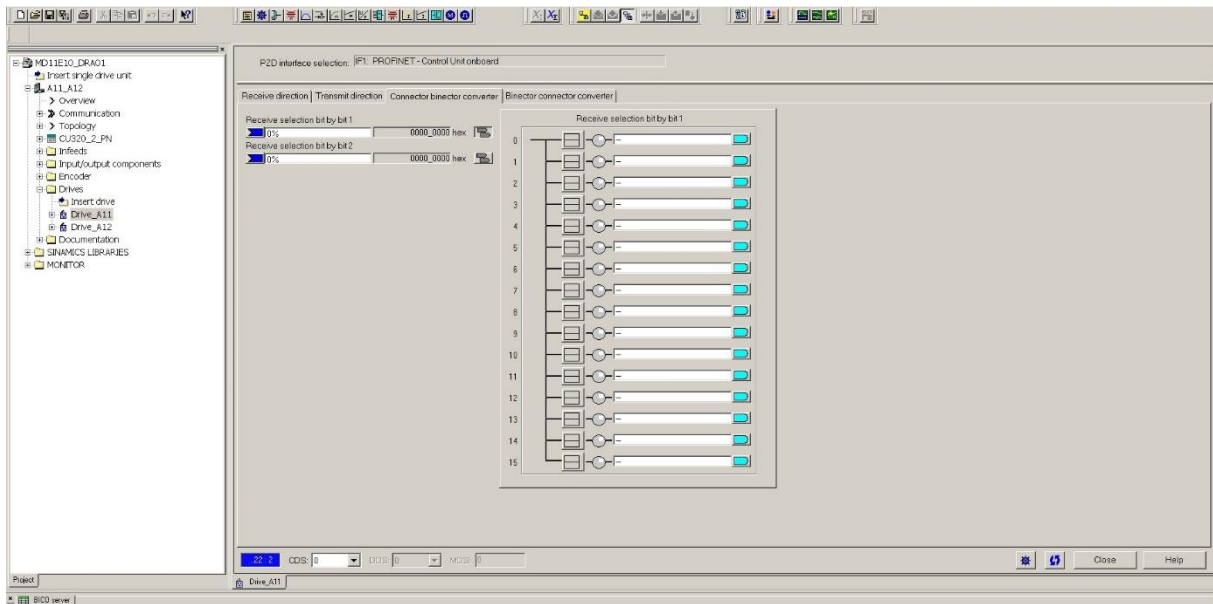 PZD interface selection: IF1: PROFINET - Control Unit onboard
MD11E10_DRA01
Insert single drive unit
A11_A12
Overview
Communication
Topology
CU320_2_PN
Infeeds
Input/output components
Encoder
Drives
Insert drive
Drive_A11
Drive_A12
Documentation
SINAMICS LIBRARIES
MONITOR
Project
Receive direction Transmit direction Connector binector converter Binector connector converter
Receive selection bit by bit 1
0% 0000_0000 hex
Receive selection bit by bit 2
0% 0000_0000 hex
Receive selection bit by bit 1
0 -
1 -
2 -
3 -
4 -
5 -
6 -
7 -
8 -
9 -
10 -
11 -
12 -
13 -
14 -
15 -
22 : 2 CDS: 0 DDS: 0 MDS: 0 Close Help
Drive_A11
BICO server